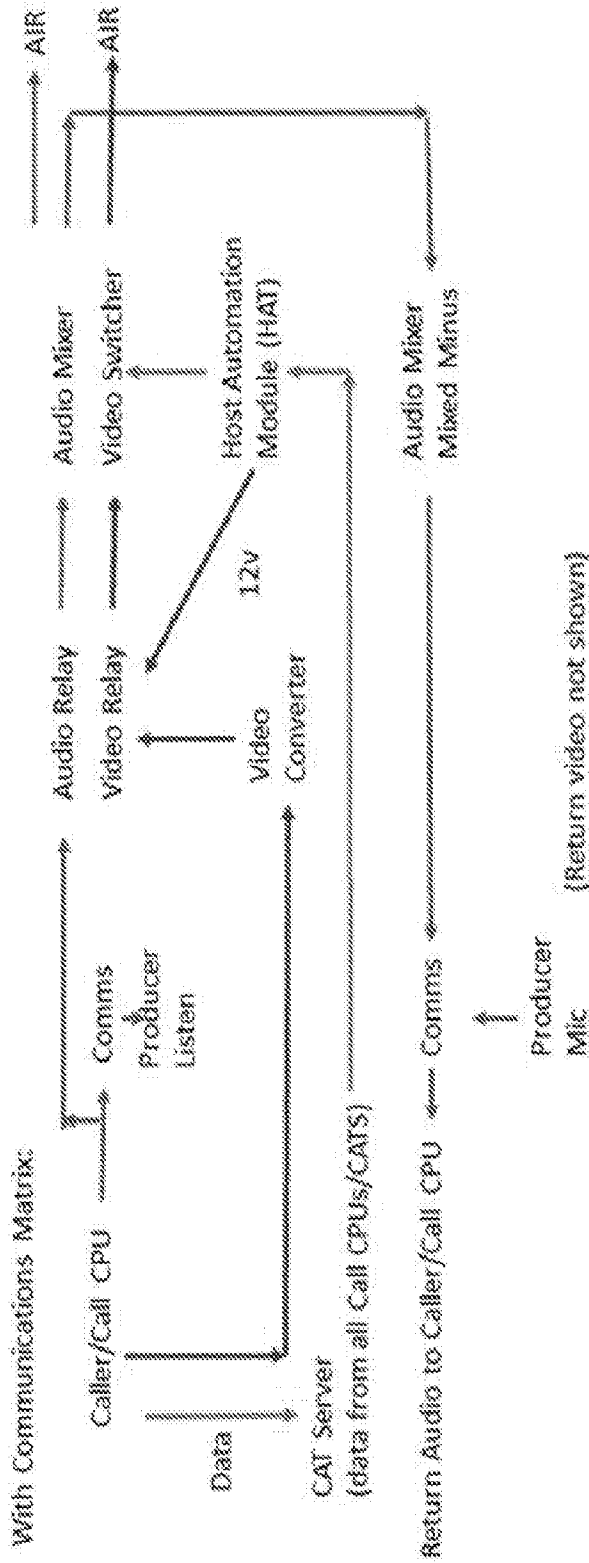 With Communications Matrix:
Caller/Call CPU
Comms
Producer
Listen
Audio Relay
Video Relay
Audio Mixer
Video Switcher
AIR
AIR
Data
Video
Converter
12v
Host Automation
Module (HAT)
CAT Server
(data from all Call CPUs/CATS)
Return Audio to Caller/Call CPU
Comms
Audio Mixer
Mixed Minus
Producer
Mic
(Return video not shown)